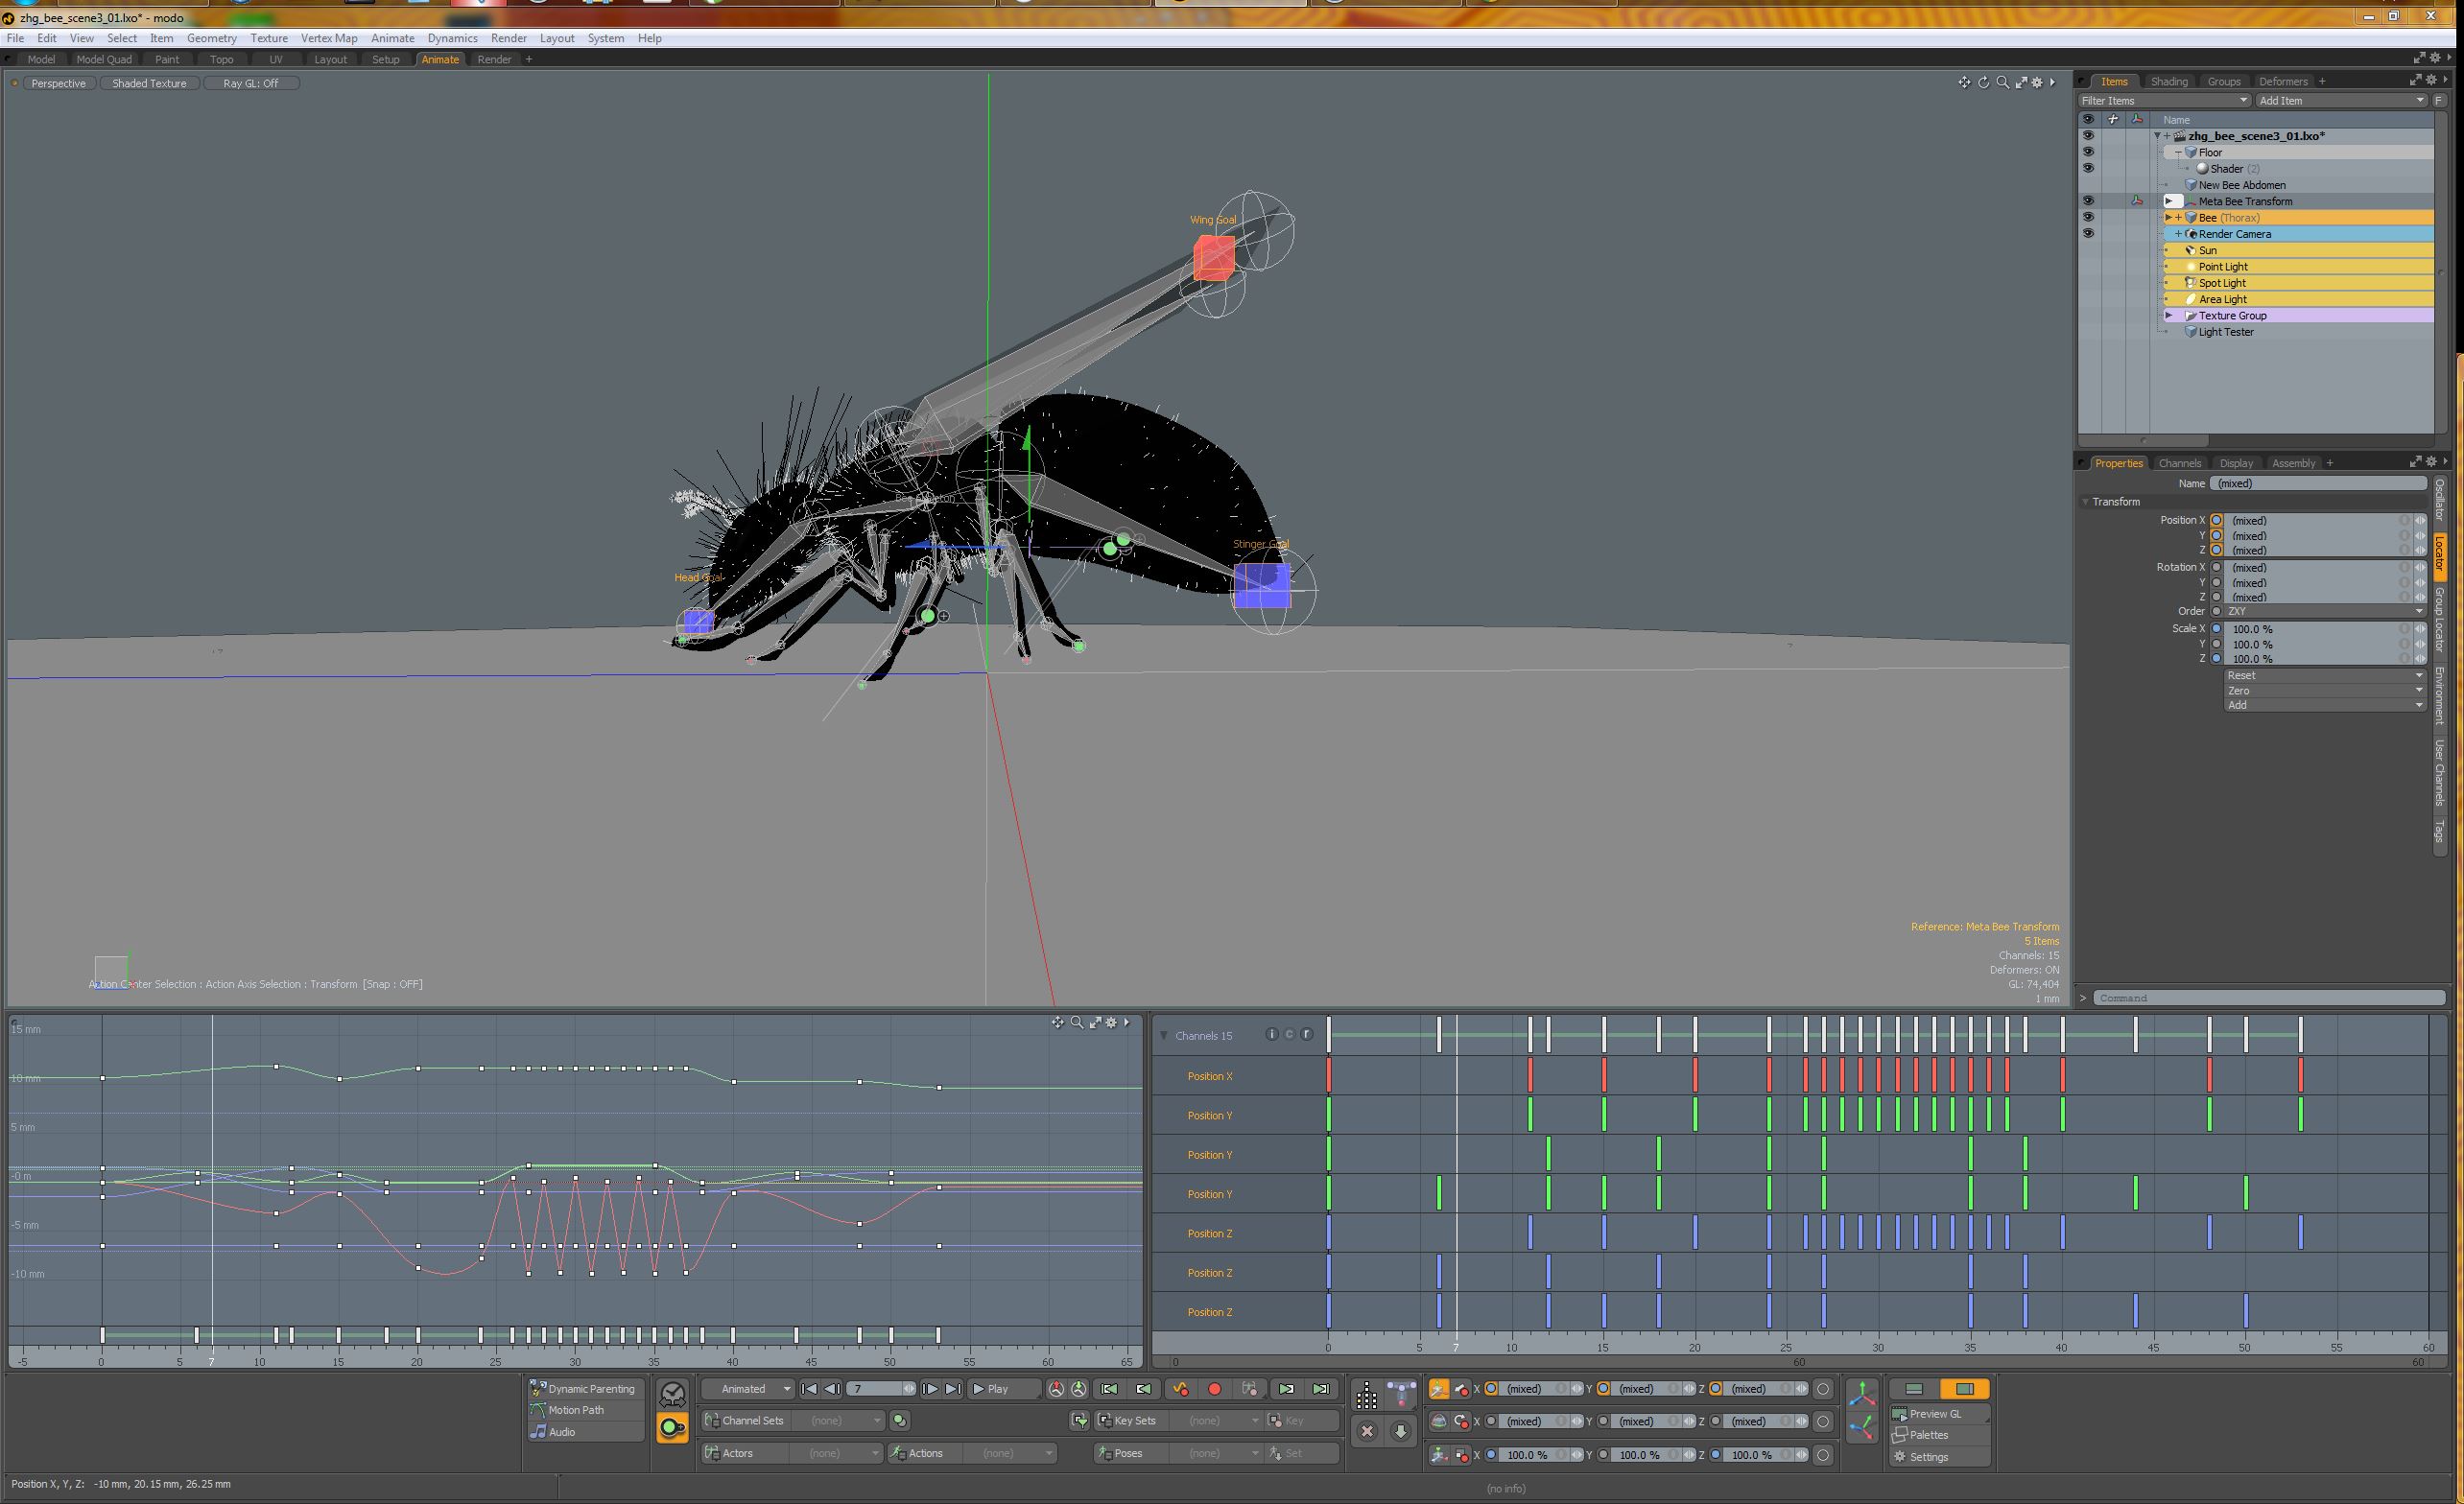 zhg_bee_scene3_01.lxo* - modo
File Edit View Select Item Geometry Texture Vertex Map Animate Dynamics Render Layout System Help
Model Model Quad Paint Topo UV Layout Setup Animate Render +
Perspective Shaded Texture Ray GL: Off
Wing Goal
Stinger Goal
Head Goal
Reference: Meta Bee Transform
5 Items
Channels: 15
Deformers: ON
GL: 74,404
1 mm
Action Center Selection : Action Axis Selection : Transform [Snap : OFF]
Items Shading Groups Deformers +
Filter Items Add Item F
Name
zhg_bee_scene3_01.lxo*
Floor
Shader (2)
New Bee Abdomen
Meta Bee Transform
Bee (Thorax)
Render Camera
Sun
Point Light
Spot Light
Area Light
Texture Group
Light Tester
Properties Channels Display Assembly +
Name (mixed)
Transform
Position X (mixed)
Y (mixed)
Z (mixed)
Rotation X (mixed)
Y (mixed)
Z (mixed)
Order ZXY
Scale X 100.0 %
Y 100.0 %
Z 100.0 %
Reset
Zero
Add
Oscillator
Locator
Group Locator
Environment
User Channels
Tags
> Command
15 mm
10 mm
5 mm
-0 m
-5 mm
-10 mm
-5 0 5 7 10 15 20 25 30 35 40 45 50 55 60 65
Channels 15 i c r
Position X
Position Y
Position Y
Position Y
Position Z
Position Z
Position Z
0 5 7 10 15 20 25 30 35 40 45 50 55 60
0 60 60
Dynamic Parenting
Motion Path
Audio
Animated 7 Play
Channel Sets (none) Key Sets (none) Key
Actors (none) Actions (none) Poses (none) Set
X (mixed) Y (mixed) Z (mixed)
X (mixed) Y (mixed) Z (mixed)
X 100.0 % Y 100.0 % Z 100.0 %
Preview GL
Palettes
Settings
Position X, Y, Z: -10 mm, 20.15 mm, 26.25 mm
(no info)